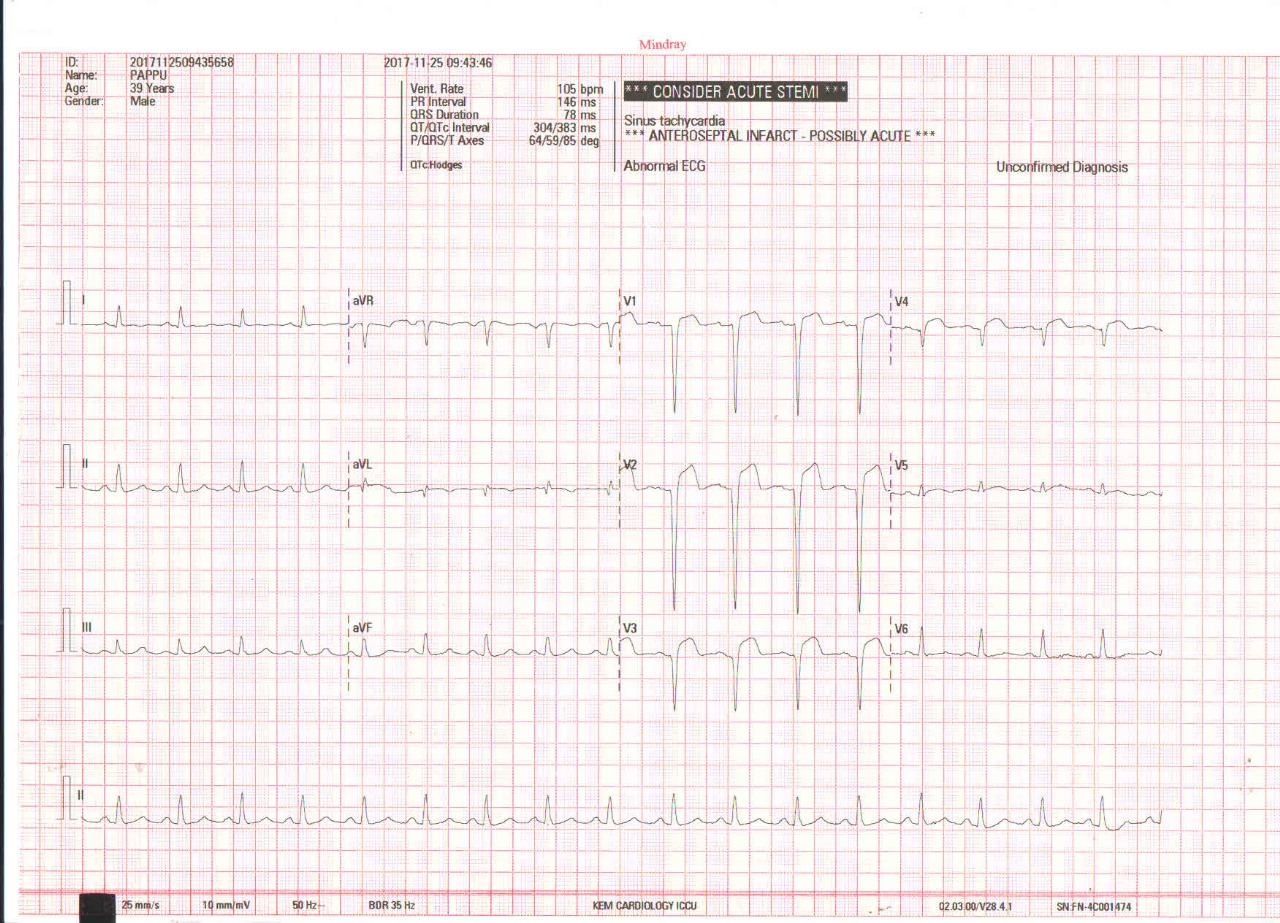 Mindray
ID: 2017112509435658 2017-11-25 09:43:46
Name: PAPPU
Age: 39 Years
Gender: Male
Vent. Rate 105 bpm
PR Interval 146 ms
QRS Duration 78 ms
QT/QTc Interval 304/383 ms
P/QRS/T Axes 64/59/85 deg
QTc:Hodges
*** CONSIDER ACUTE STEMI ***
Sinus tachycardia
*** ANTEROSEPTAL INFARCT - POSSIBLY ACUTE ***
Abnormal ECG Unconfirmed Diagnosis
I aVR V1 V4
II aVL V2 V5
III aVF V3 V6
II
25 mm/s 10 mm/mV 50 Hz BDR 35 Hz KEM CARDIOLOGY ICCU 02.03.00/V28.4.1 SN:FN-4C001474